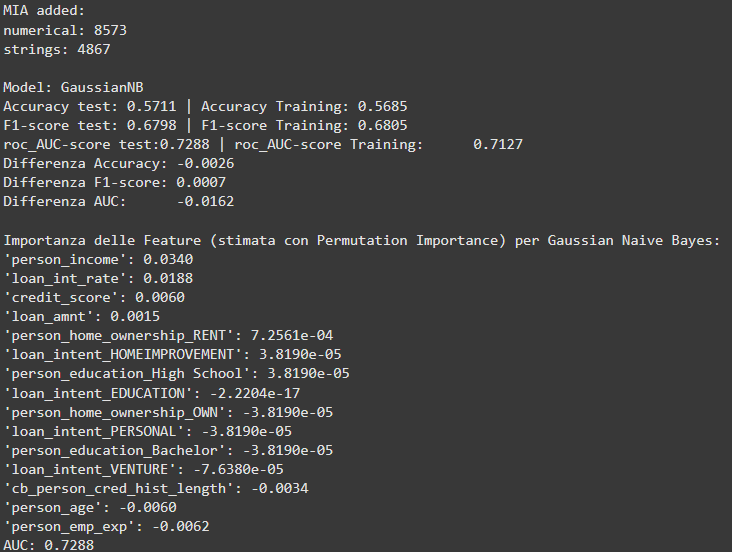 MIA added:
numerical: 8573
strings: 4867
Model: GaussianNB
Accuracy test: 0.5711 | Accuracy Training: 0.5685
F1-score test: 0.6798 | F1-score Training: 0.6805
roc_AUC-score test:0.7288 | roc_AUC-score Training:      0.7127
Differenza Accuracy: -0.0026
Differenza F1-score: 0.0007
Differenza AUC:      -0.0162
Importanza delle Feature (stimata con Permutation Importance) per Gaussian Naive Bayes:
'person_income': 0.0340
'loan_int_rate': 0.0188
'credit_score': 0.0060
'loan_amnt': 0.0015
'person_home_ownership_RENT': 7.2561e-04
'loan_intent_HOMEIMPROVEMENT': 3.8190e-05
'person_education_High School': 3.8190e-05
'loan_intent_EDUCATION': -2.2204e-17
'person_home_ownership_OWN': -3.8190e-05
'loan_intent_PERSONAL': -3.8190e-05
'person_education_Bachelor': -3.8190e-05
'loan_intent_VENTURE': -7.6380e-05
'cb_person_cred_hist_length': -0.0034
'person_age': -0.0060
'person_emp_exp': -0.0062
AUC: 0.7288